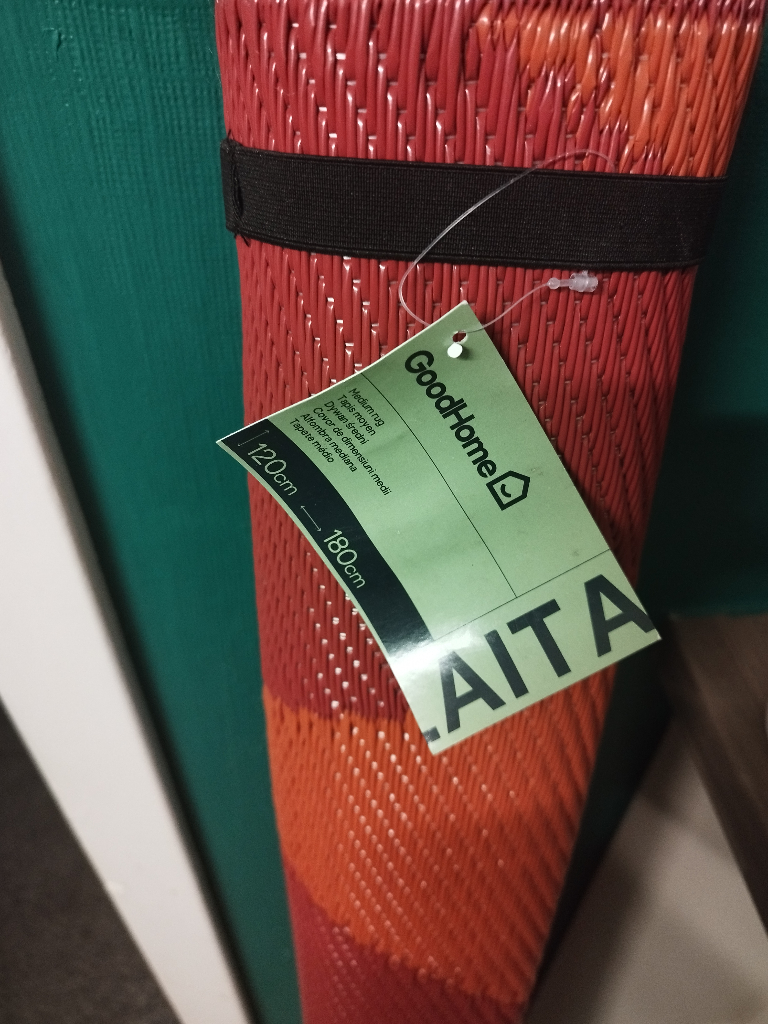 GoodHome
Medium rug
Tapis moyen
Dywan średni
Covor de dimensiuni medii
Alfombra mediana
Tapete médio
120cm ⟷ 180cm
LAITA